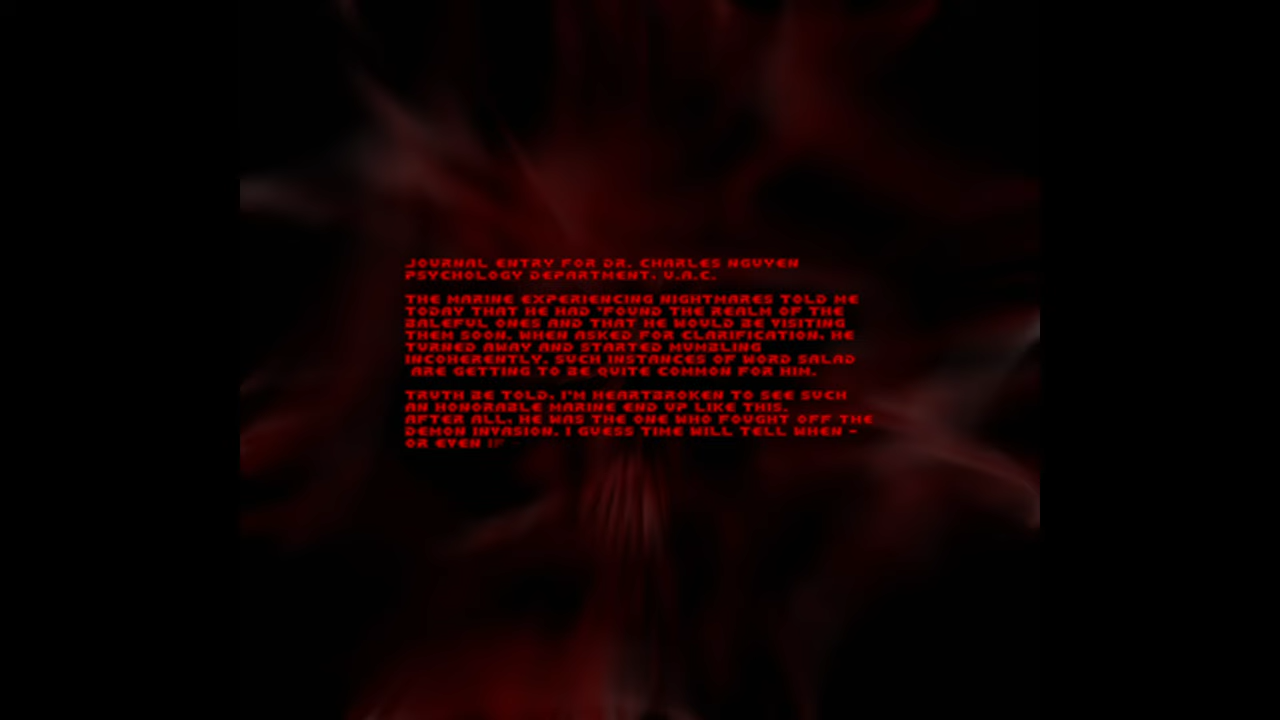 JOURNAL ENTRY FOR DR. CHARLES NGUYEN
PSYCHOLOGY DEPARTMENT, U.A.C.
THE MARINE EXPERIENCING NIGHTMARES TOLD ME
TODAY THAT HE HAD "FOUND THE REALM OF THE
BALEFUL ONES AND THAT HE WOULD BE VISITING
THEM SOON. WHEN ASKED FOR CLARIFICATION, HE
TURNED AWAY AND STARTED MUMBLING
INCOHERENTLY. SUCH INSTANCES OF WORD SALAD
ARE GETTING TO BE QUITE COMMON FOR HIM.
TRUTH BE TOLD, I'M HEARTBROKEN TO SEE SUCH
AN HONORABLE MARINE END UP LIKE THIS.
AFTER ALL, HE WAS THE ONE WHO FOUGHT OFF THE
DEMON INVASION. I GUESS TIME WILL TELL WHEN -
OR EVEN IF